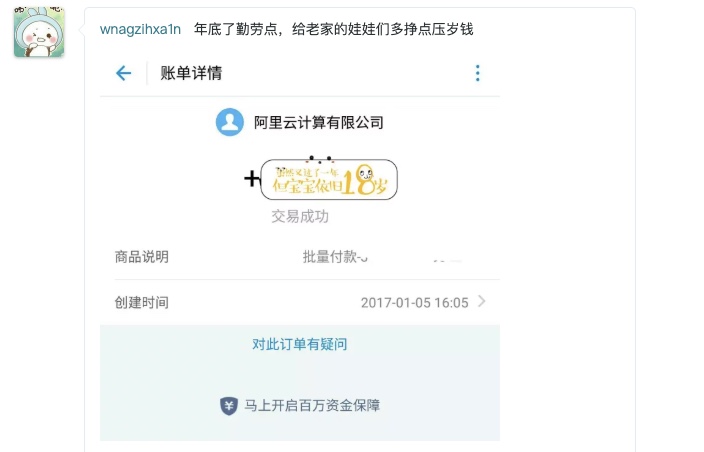 wnagzihxa1n 年底了勤劳点，给老家的娃娃们多挣点压岁钱
账单详情
阿里云计算有限公司
+
虽然又过了一年
但宝宝依旧18岁
交易成功
商品说明 批量付款-
创建时间 2017-01-05 16:05
对此订单有疑问
马上开启百万资金保障